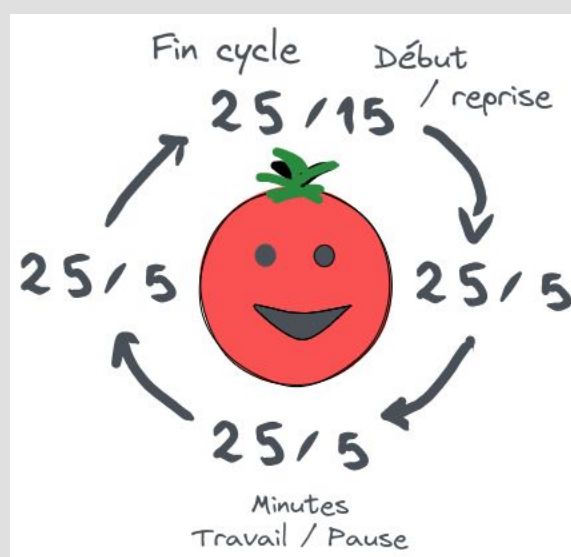 Fin cycle
Début
/ reprise
25/15
25/5
25/5
25/5
Minutes
Travail / Pause